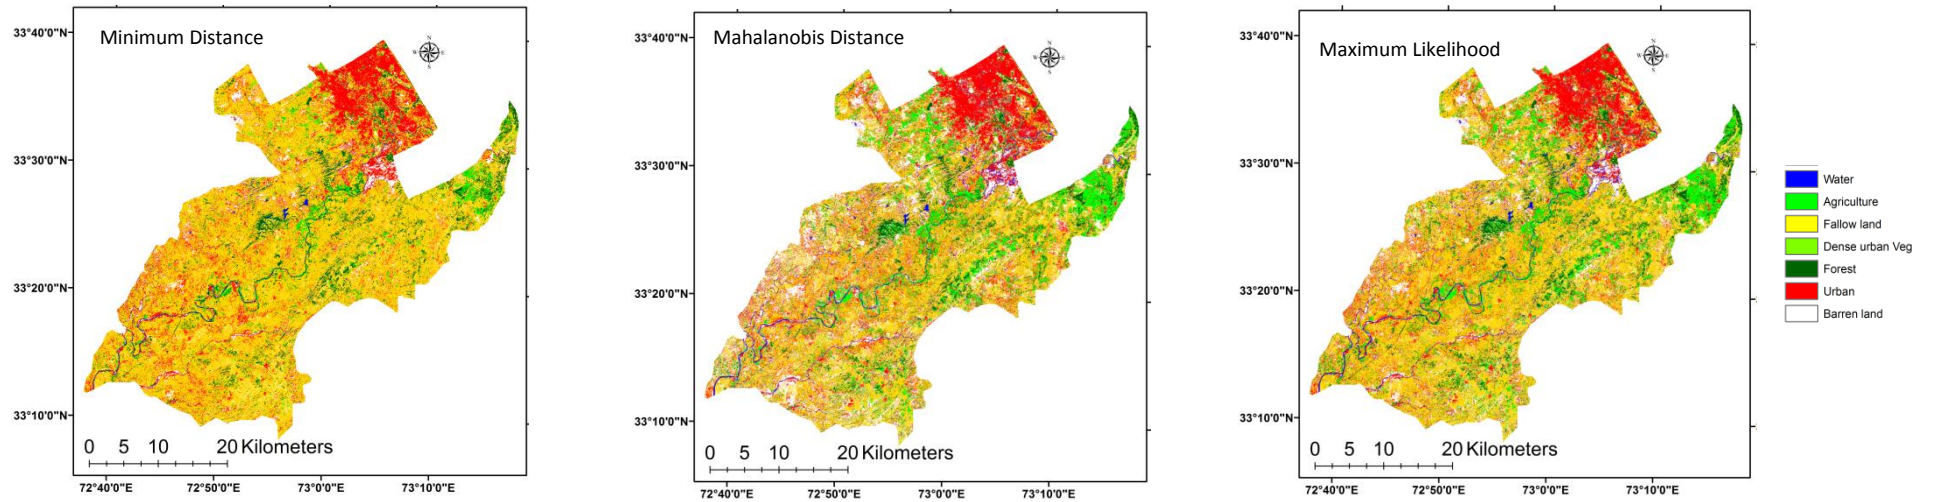 Minimum Distance
N
W E
S
33°40'0"N
33°30'0"N
33°20'0"N
33°10'0"N
0 5 10 20 Kilometers
72°40'0"E 72°50'0"E 73°0'0"E 73°10'0"E
Mahalanobis Distance
N
W E
S
33°40'0"N
33°30'0"N
33°20'0"N
33°10'0"N
0 5 10 20 Kilometers
72°40'0"E 72°50'0"E 73°0'0"E 73°10'0"E
Maximum Likelihood
N
W E
S
33°40'0"N
33°30'0"N
33°20'0"N
33°10'0"N
0 5 10 20 Kilometers
72°40'0"E 72°50'0"E 73°0'0"E 73°10'0"E
Water
Agriculture
Fallow land
Dense urban Veg
Forest
Urban
Barren land